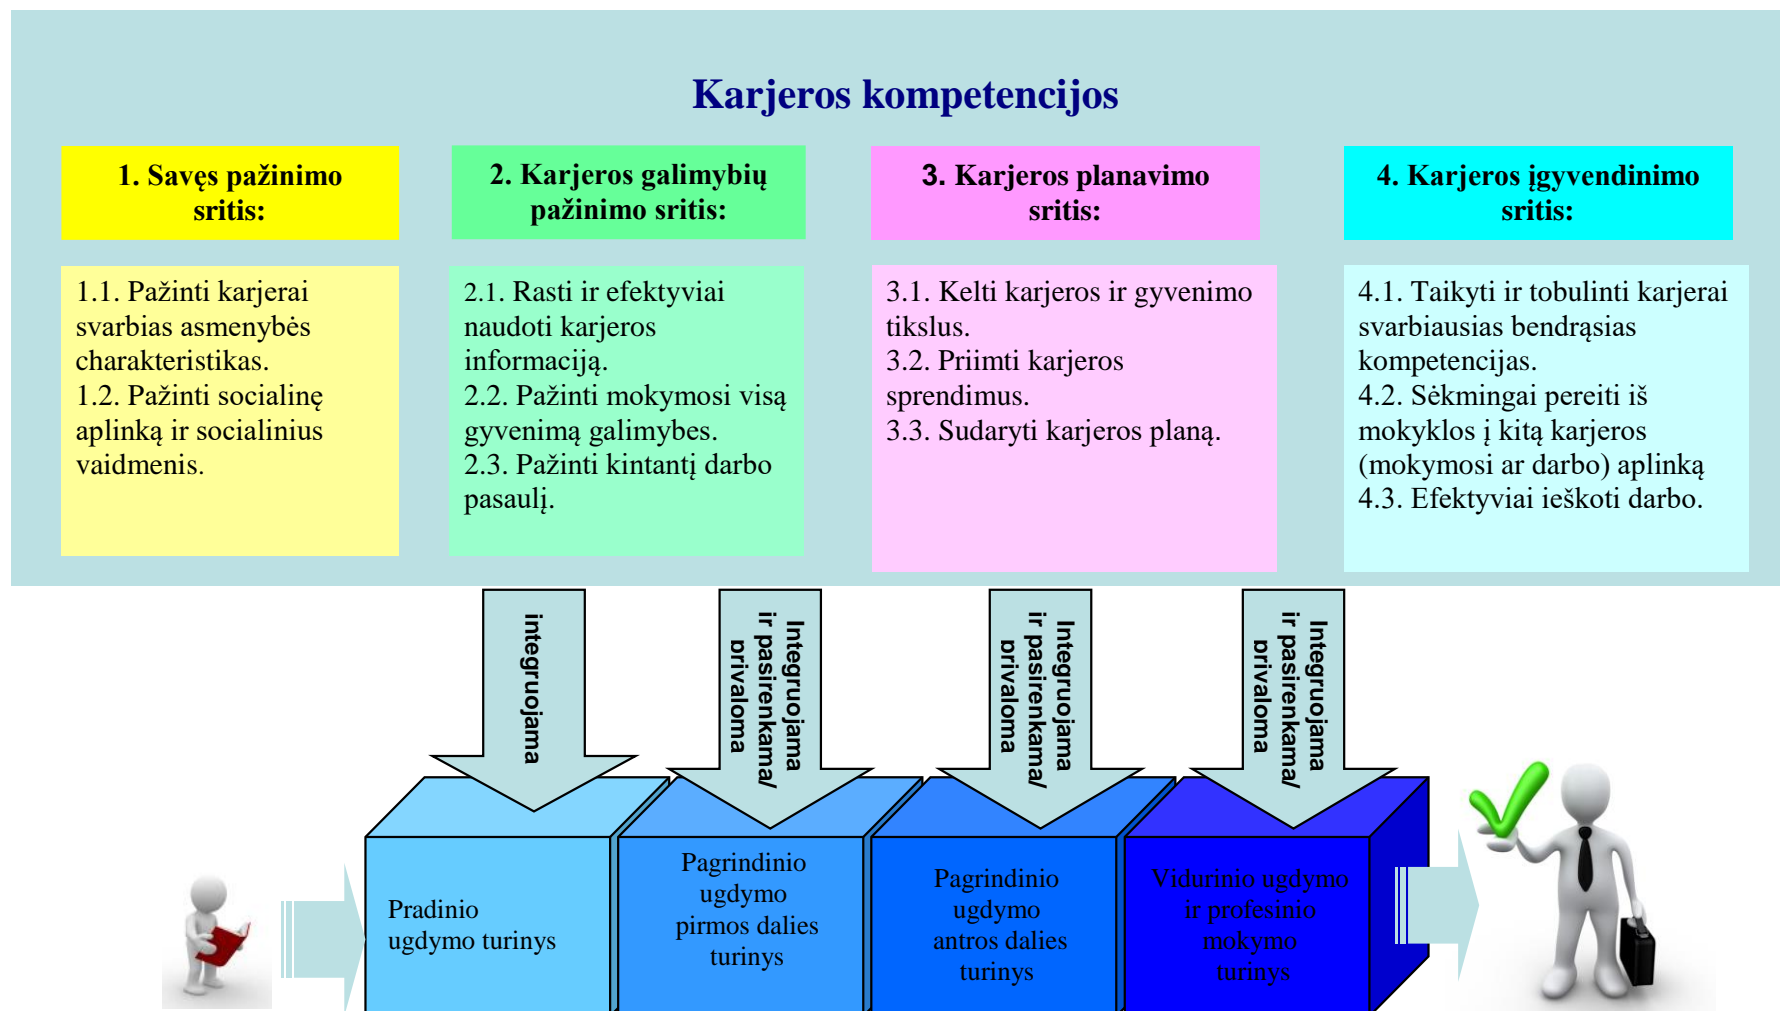 Karjeros kompetencijos
1. Savęs pažinimo
sritis:
2. Karjeros galimybių
pažinimo sritis:
3. Karjeros planavimo
sritis:
4. Karjeros įgyvendinimo
sritis:
1.1. Pažinti karjerai
svarbias asmenybės
charakteristikas.
1.2. Pažinti socialinę
aplinką ir socialinius
vaidmenis.
2.1. Rasti ir efektyviai
naudoti karjeros
informaciją.
2.2. Pažinti mokymosi visą
gyvenimą galimybes.
2.3. Pažinti kintantį darbo
pasaulį.
3.1. Kelti karjeros ir gyvenimo
tikslus.
3.2. Priimti karjeros
sprendimus.
3.3. Sudaryti karjeros planą.
4.1. Taikyti ir tobulinti karjerai
svarbiausias bendrąsias
kompetencijas.
4.2. Sėkmingai pereiti iš
mokyklos į kitą karjeros
(mokymosi ar darbo) aplinką
4.3. Efektyviai ieškoti darbo.
integruojama
Integruojama
ir pasirenkama/
privaloma
Integruojama
ir pasirenkama/
privaloma
Integruojama
ir pasirenkama/
privaloma
Pradinio
ugdymo turinys
Pagrindinio
ugdymo
pirmos dalies
turinys
Pagrindinio
ugdymo
antros dalies
turinys
Vidurinio ugdymo
ir profesinio
mokymo
turinys